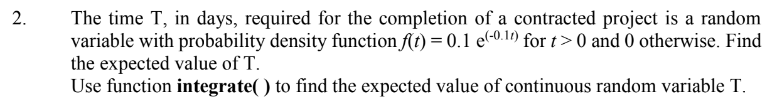 2. The time T, in days, required for the completion of a contracted project is a random
variable with probability density function f(t) = 0.1 e^(-0.1t) for t > 0 and 0 otherwise. Find
the expected value of T.
Use function integrate( ) to find the expected value of continuous random variable T.